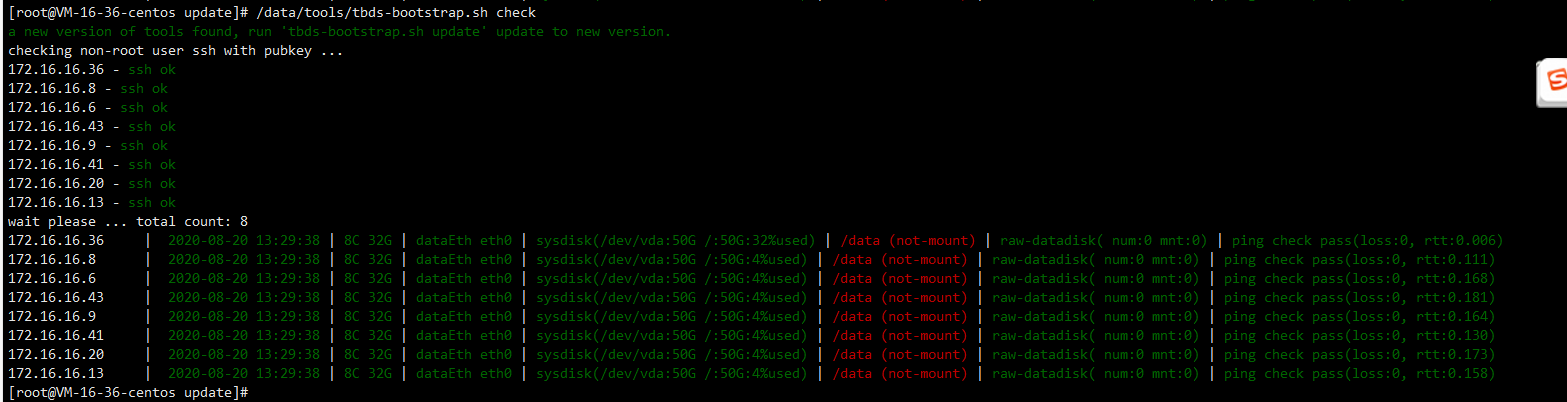 [root@VM-16-36-centos update]# /data/tools/tbds-bootstrap.sh check
a new version of tools found, run 'tbds-bootstrap.sh update' update to new version.
checking non-root user ssh with pubkey ...
172.16.16.36 - ssh ok
172.16.16.8 - ssh ok
172.16.16.6 - ssh ok
172.16.16.43 - ssh ok
172.16.16.9 - ssh ok
172.16.16.41 - ssh ok
172.16.16.20 - ssh ok
172.16.16.13 - ssh ok
wait please ... total count: 8
172.16.16.36 | 2020-08-20 13:29:38 | 8C 32G | dataEth eth0 | sysdisk(/dev/vda:50G /:50G:32%used) | /data (not-mount) | raw-datadisk( num:0 mnt:0) | ping check pass(loss:0, rtt:0.006)
172.16.16.8 | 2020-08-20 13:29:38 | 8C 32G | dataEth eth0 | sysdisk(/dev/vda:50G /:50G:4%used) | /data (not-mount) | raw-datadisk( num:0 mnt:0) | ping check pass(loss:0, rtt:0.111)
172.16.16.6 | 2020-08-20 13:29:38 | 8C 32G | dataEth eth0 | sysdisk(/dev/vda:50G /:50G:4%used) | /data (not-mount) | raw-datadisk( num:0 mnt:0) | ping check pass(loss:0, rtt:0.168)
172.16.16.43 | 2020-08-20 13:29:38 | 8C 32G | dataEth eth0 | sysdisk(/dev/vda:50G /:50G:4%used) | /data (not-mount) | raw-datadisk( num:0 mnt:0) | ping check pass(loss:0, rtt:0.181)
172.16.16.9 | 2020-08-20 13:29:38 | 8C 32G | dataEth eth0 | sysdisk(/dev/vda:50G /:50G:4%used) | /data (not-mount) | raw-datadisk( num:0 mnt:0) | ping check pass(loss:0, rtt:0.164)
172.16.16.41 | 2020-08-20 13:29:38 | 8C 32G | dataEth eth0 | sysdisk(/dev/vda:50G /:50G:4%used) | /data (not-mount) | raw-datadisk( num:0 mnt:0) | ping check pass(loss:0, rtt:0.130)
172.16.16.20 | 2020-08-20 13:29:38 | 8C 32G | dataEth eth0 | sysdisk(/dev/vda:50G /:50G:4%used) | /data (not-mount) | raw-datadisk( num:0 mnt:0) | ping check pass(loss:0, rtt:0.173)
172.16.16.13 | 2020-08-20 13:29:38 | 8C 32G | dataEth eth0 | sysdisk(/dev/vda:50G /:50G:4%used) | /data (not-mount) | raw-datadisk( num:0 mnt:0) | ping check pass(loss:0, rtt:0.158)
[root@VM-16-36-centos update]#